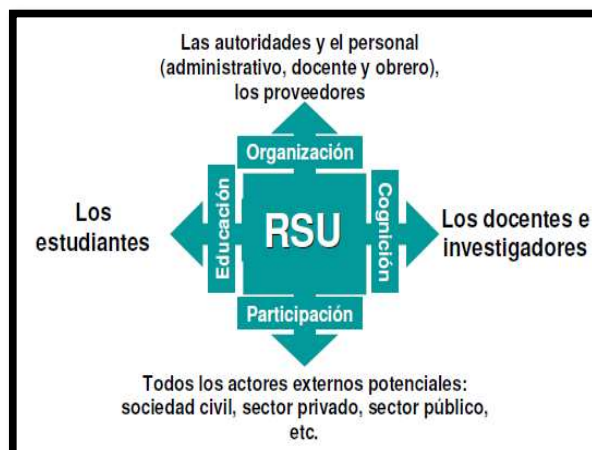 Las autoridades y el personal
(administrativo, docente y obrero),
los proveedores
Organización
Los
estudiantes
Educación
RSU
Cognición
Los docentes e
investigadores
Participación
Todos los actores externos potenciales:
sociedad civil, sector privado, sector público,
etc.